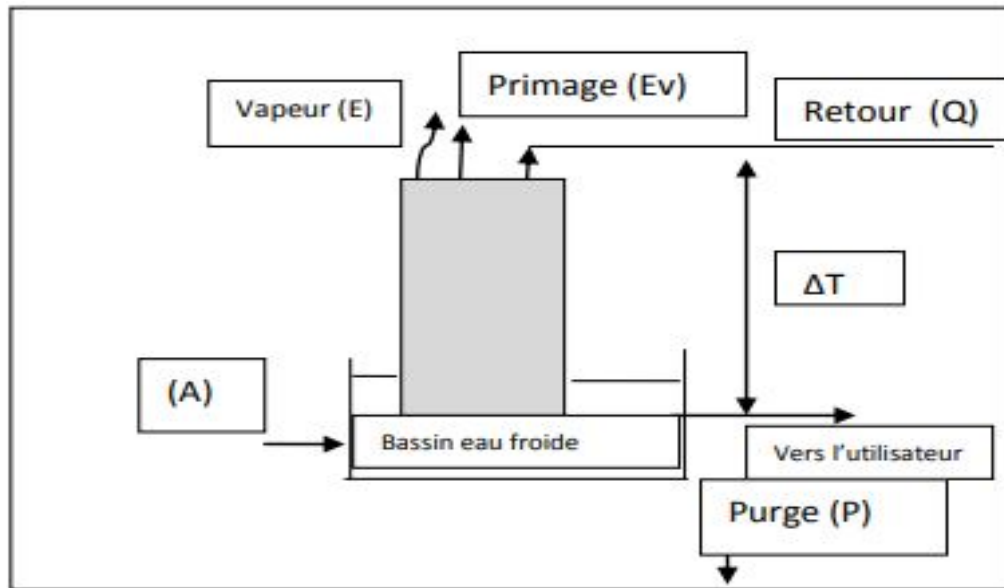 Primage (Ev)
Vapeur (E)
Retour (Q)
ΔT
(A)
Bassin eau froide
Vers l'utilisateur
Purge (P)